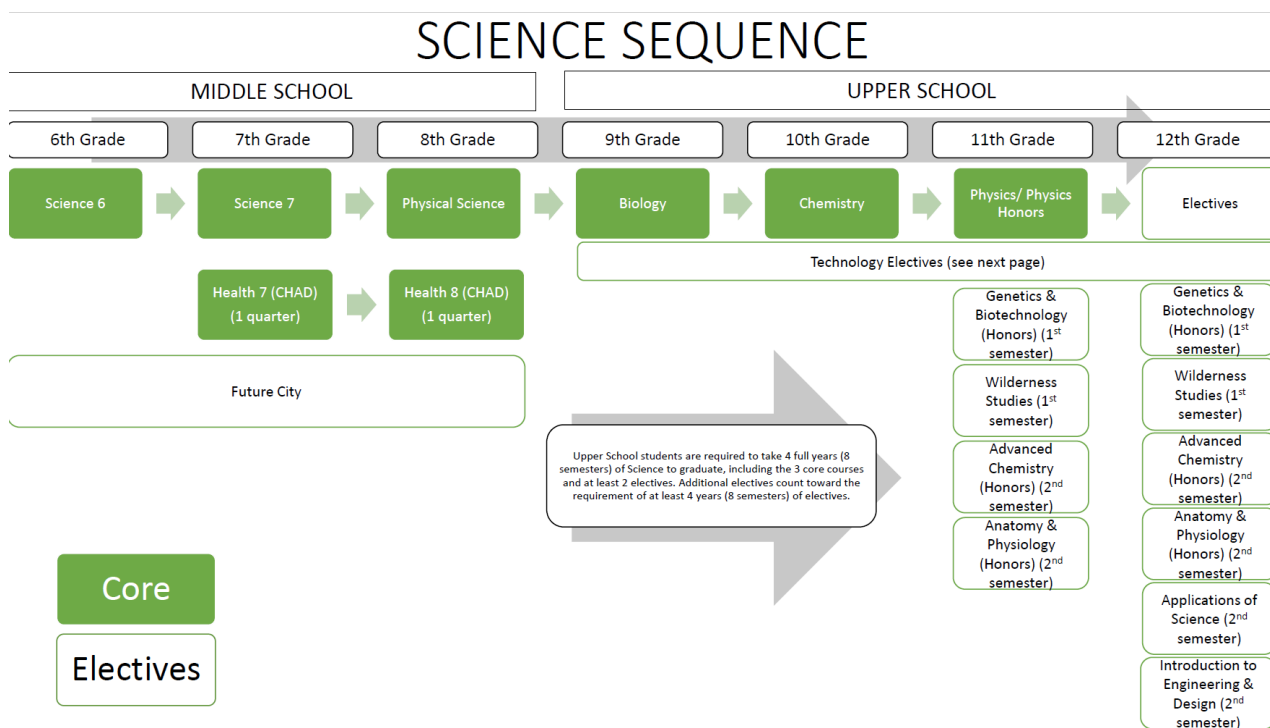 SCIENCE SEQUENCE
MIDDLE SCHOOL
UPPER SCHOOL
6th Grade
7th Grade
8th Grade
9th Grade
10th Grade
11th Grade
12th Grade
Science 6
Science 7
Physical Science
Biology
Chemistry
Physics/ Physics
Honors
Electives
Technology Electives (see next page)
Health 7 (CHAD)
(1 quarter)
Health 8 (CHAD)
(1 quarter)
Future City
Upper School students are required to take 4 full years (8
semesters) of Science to graduate, including the 3 core courses
and at least 2 electives. Additional electives count toward the
requirement of at least 4 years (8 semesters) of electives.
Genetics &
Biotechnology
(Honors) (1st
semester)
Wilderness
Studies (1st
semester)
Advanced
Chemistry
(Honors) (2nd
semester)
Anatomy &
Physiology
(Honors) (2nd
semester)
Genetics &
Biotechnology
(Honors) (1st
semester)
Wilderness
Studies (1st
semester)
Advanced
Chemistry
(Honors) (2nd
semester)
Anatomy &
Physiology
(Honors) (2nd
semester)
Applications of
Science (2nd
semester)
Introduction to
Engineering &
Design (2nd
semester)
Core
Electives